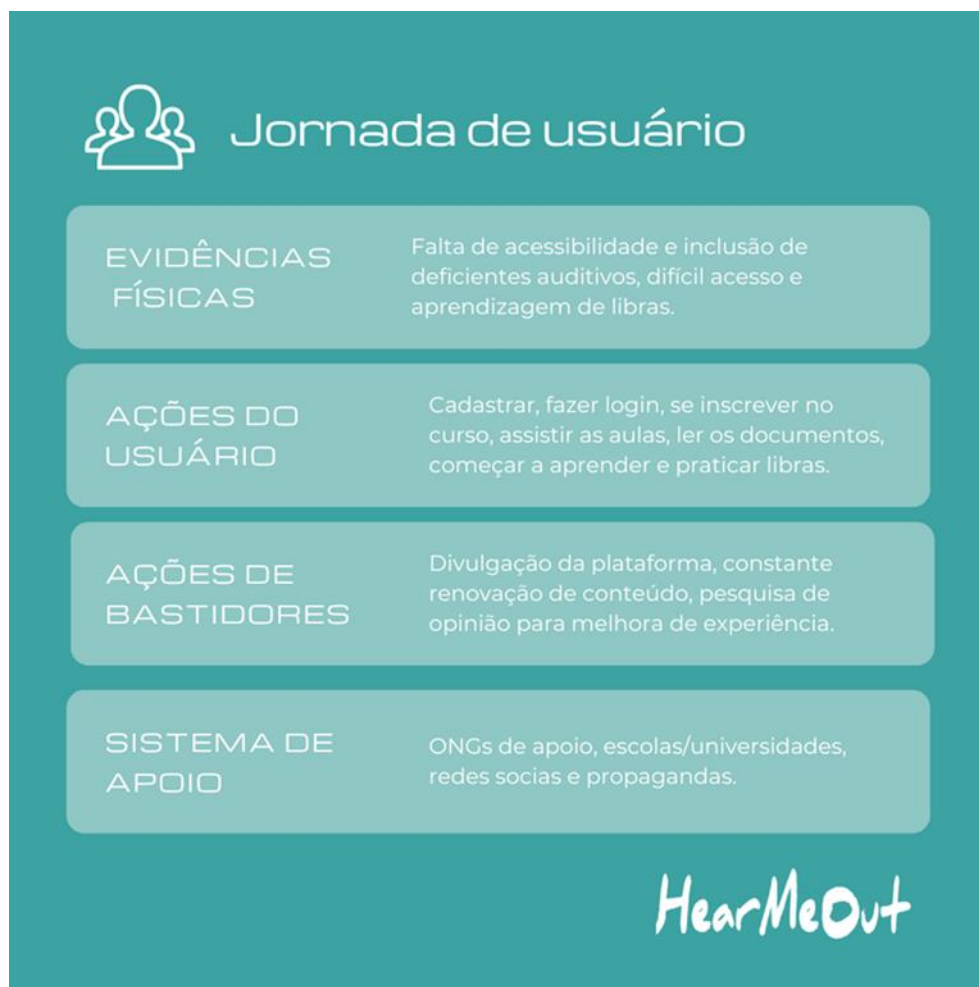 Jornada de usuário
EVIDÊNCIAS
FÍSICAS
Falta de acessibilidade e inclusão de
deficientes auditivos, difícil acesso e
aprendizagem de libras.
AÇÕES DO
USUÁRIO
Cadastrar, fazer login, se inscrever no
curso, assistir as aulas, ler os documentos,
começar a aprender e praticar libras.
AÇÕES DE
BASTIDORES
Divulgação da plataforma, constante
renovação de conteúdo, pesquisa de
opinião para melhora de experiência.
SISTEMA DE
APOIO
ONGs de apoio, escolas/universidades,
redes socias e propagandas.
HearMeOut